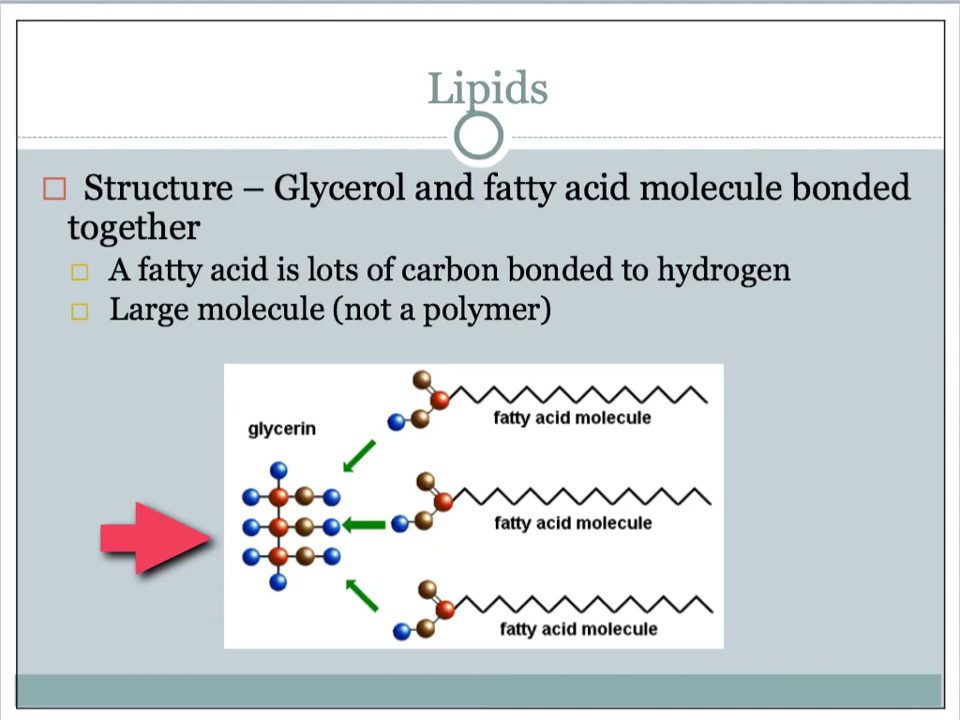 Lipids
Structure – Glycerol and fatty acid molecule bonded
together
A fatty acid is lots of carbon bonded to hydrogen
Large molecule (not a polymer)
fatty acid molecule
glycerin
fatty acid molecule
fatty acid molecule